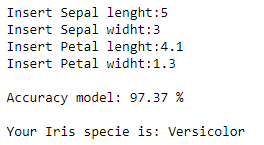 Insert Sepal lenght:5
Insert Sepal widht:3
Insert Petal lenght:4.1
Insert Petal widht:1.3
Accuracy model: 97.37 %
Your Iris specie is: Versicolor